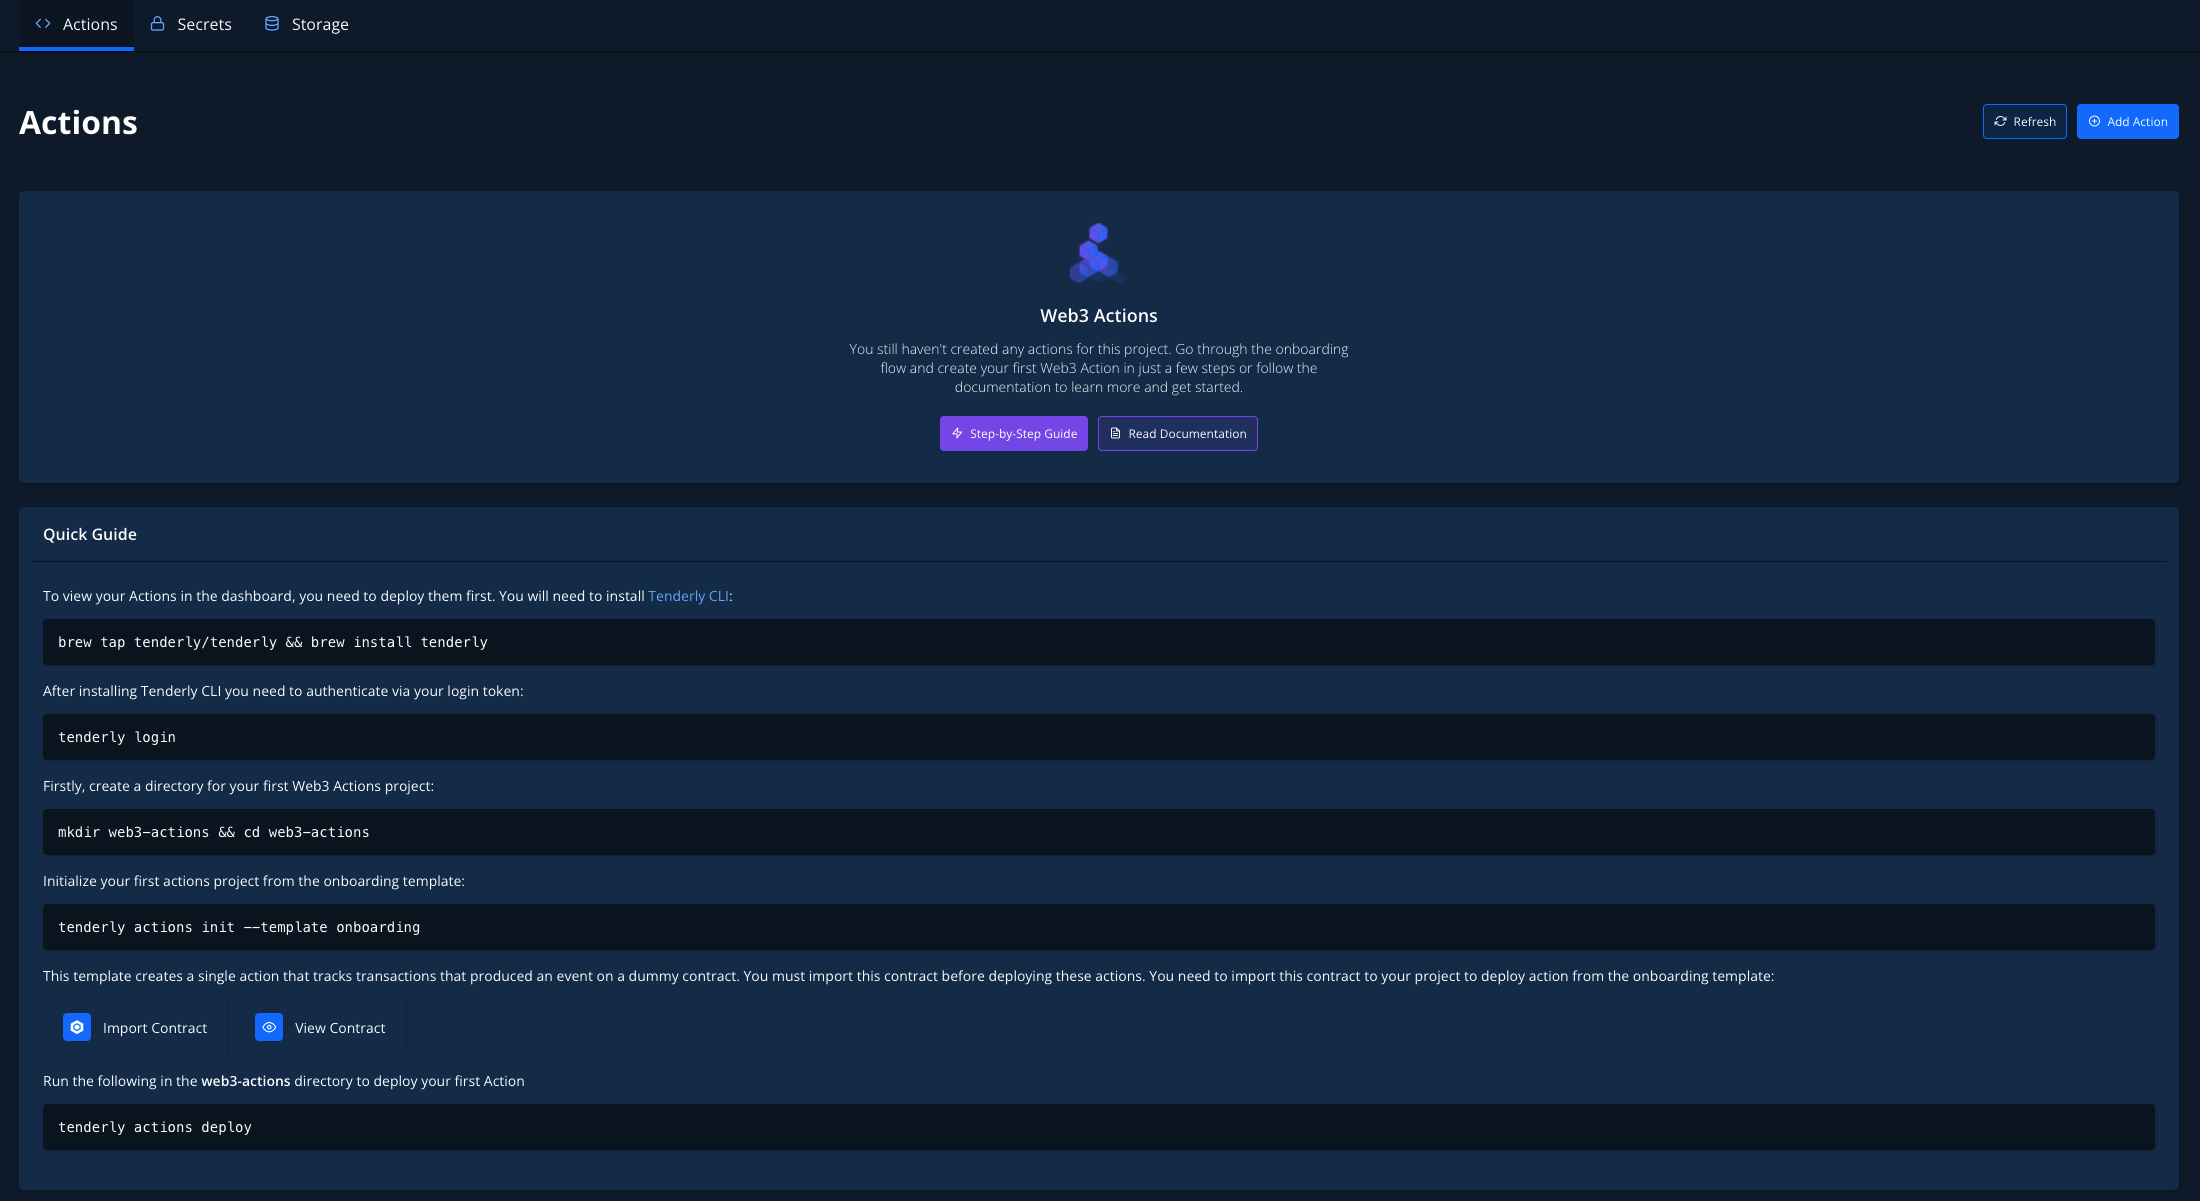 Actions
Secrets
Storage
Actions
Refresh
Add Action
Web3 Actions
You still haven't created any actions for this project. Go through the onboarding
flow and create your first Web3 Action in just a few steps or follow the
documentation to learn more and get started.
Step-by-Step Guide
Read Documentation
Quick Guide
To view your Actions in the dashboard, you need to deploy them first. You will need to install Tenderly CLI:
brew tap tenderly/tenderly && brew install tenderly
After installing Tenderly CLI you need to authenticate via your login token:
tenderly login
Firstly, create a directory for your first Web3 Actions project:
mkdir web3-actions && cd web3-actions
Initialize your first actions project from the onboarding template:
tenderly actions init --template onboarding
This template creates a single action that tracks transactions that produced an event on a dummy contract. You must import this contract before deploying these actions. You need to import this contract to your project to deploy action from the onboarding template:
Import Contract
View Contract
Run the following in the web3-actions directory to deploy your first Action
tenderly actions deploy